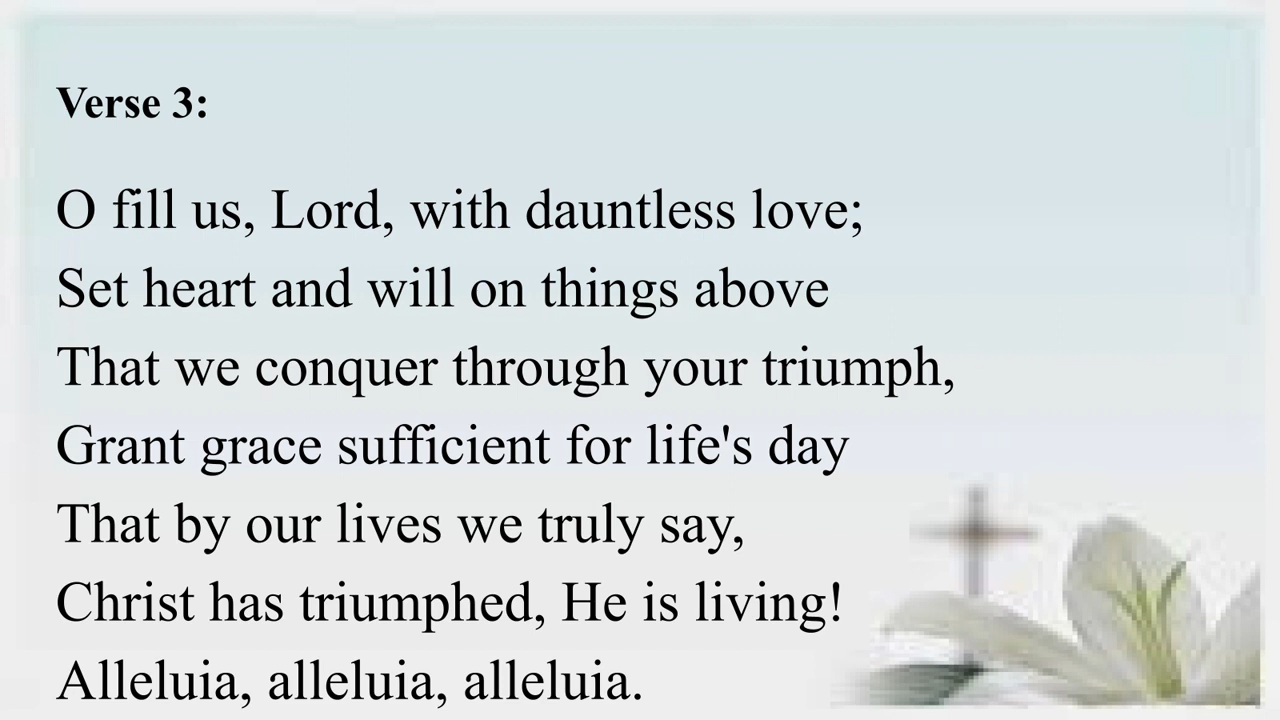 Verse 3:
O fill us, Lord, with dauntless love;
Set heart and will on things above
That we conquer through your triumph,
Grant grace sufficient for life's day
That by our lives we truly say,
Christ has triumphed, He is living!
Alleluia, alleluia, alleluia.